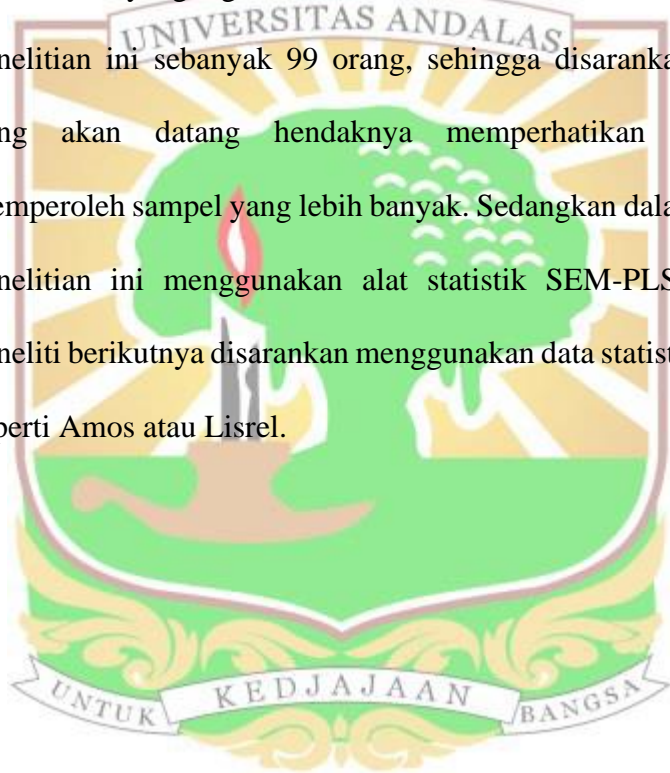 UNIVERSITAS ANDALAS
nelitian ini sebanyak 99 orang, sehingga disaranka
ng akan datang hendaknya memperhatikan
emperoleh sampel yang lebih banyak. Sedangkan dala
nelitian ini menggunakan alat statistik SEM-PLS
neliti berikutnya disarankan menggunakan data statist
perti Amos atau Lisrel.
UNTUK KEDJAJAAN BANGSA